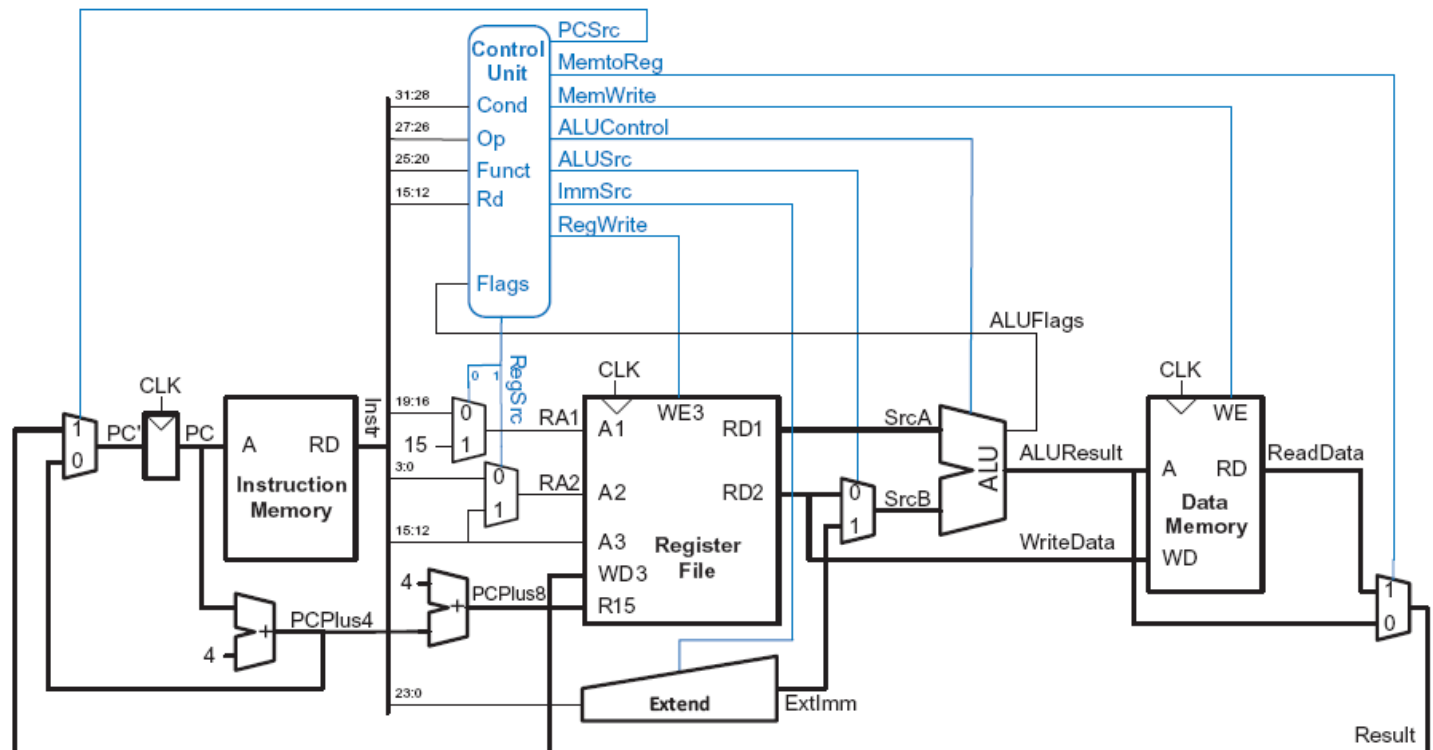 PCSrc
Control
Unit
MemtoReg
31:28
Cond
MemWrite
27:26
Op
ALUControl
25:20
Funct
ALUSrc
15:12
Rd
ImmSrc
RegWrite
Flags
ALUFlags
RegSrc
0 1
CLK
CLK
CLK
Instr
19:16
0
15
1
RA1
A1
WE3
RD1
SrcA
ALU
ALUResult
WE
1
0
PC'
PC
A
RD
Instruction
Memory
3:0
0
1
RA2
A2
RD2
0
1
SrcB
A
RD
ReadData
Data
Memory
15:12
A3
Register
File
WriteData
WD
4
+
PCPlus8
WD3
R15
1
0
4
+
PCPlus4
23:0
Extend
ExtImm
Result